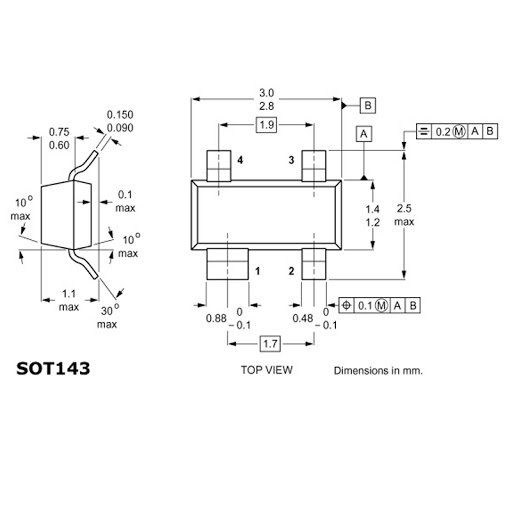 3.0
2.8
B
0.150
0.090
1.9
A
0.2 M A B
0.75
0.60
4
3
10° max
0.1 max
1.4
1.2
2.5 max
10° max
1
2
1.1 max
30° max
0.88 0 – 0.1
0.48 0 – 0.1
0.1 M A B
1.7
SOT143
TOP VIEW
Dimensions in mm.